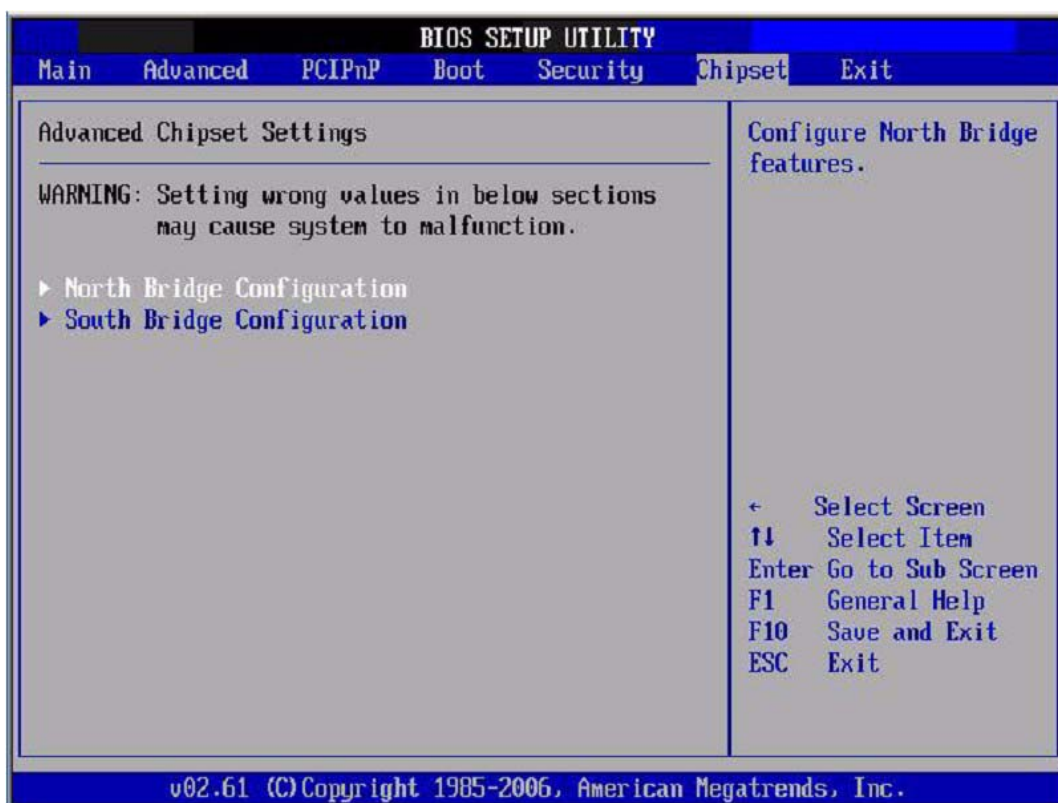 BIOS SETUP UTILITY
Main Advanced PCIPnP Boot Security Chipset Exit
Advanced Chipset Settings
WARNING: Setting wrong values in below sections
may cause system to malfunction.
▶ North Bridge Configuration
▶ South Bridge Configuration
Configure North Bridge
features.
← Select Screen
↑↓ Select Item
Enter Go to Sub Screen
F1 General Help
F10 Save and Exit
ESC Exit
v02.61 (C)Copyright 1985-2006, American Megatrends, Inc.